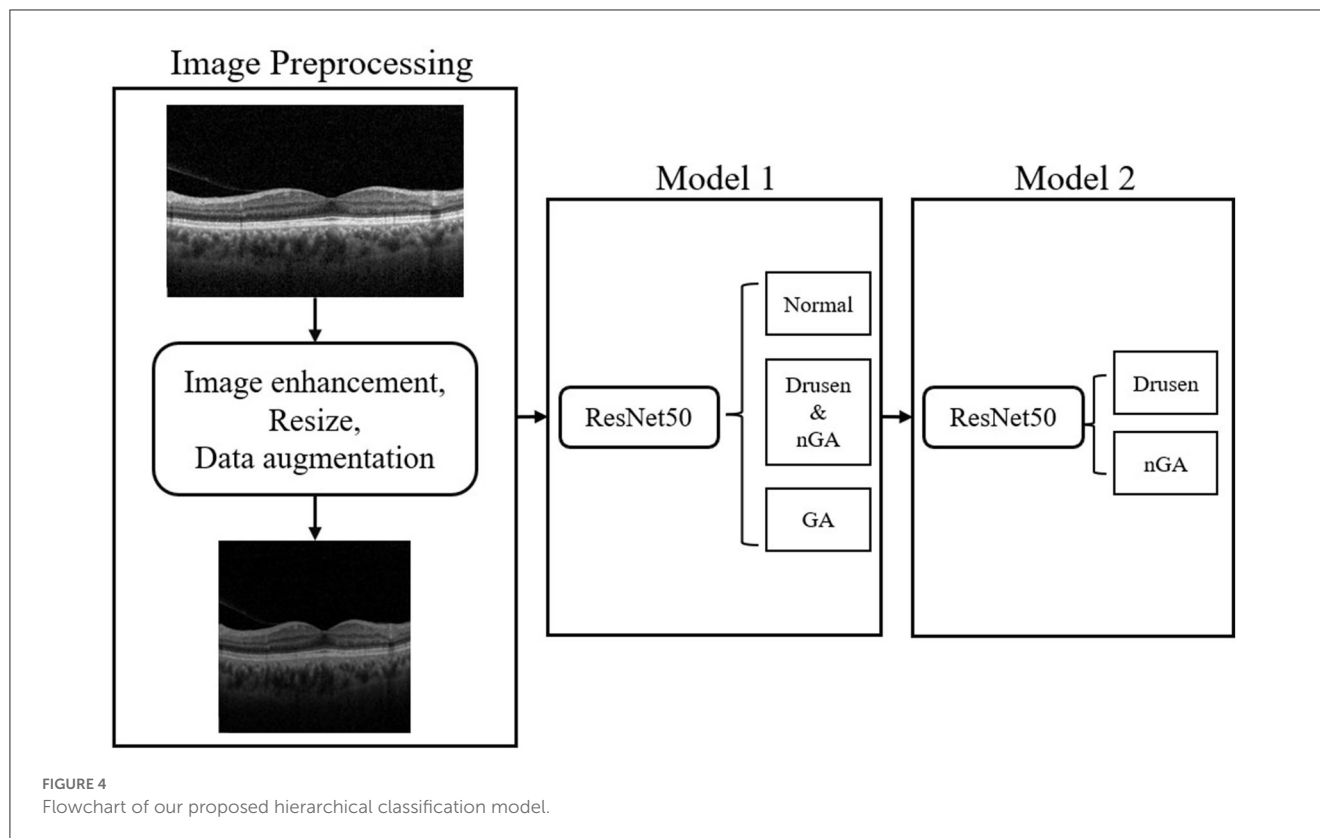 Image Preprocessing
Image enhancement,
Resize,
Data augmentation
Model 1
ResNet50
Normal
Drusen
&
nGA
GA
Model 2
ResNet50
Drusen
nGA
FIGURE 4
Flowchart of our proposed hierarchical classification model.